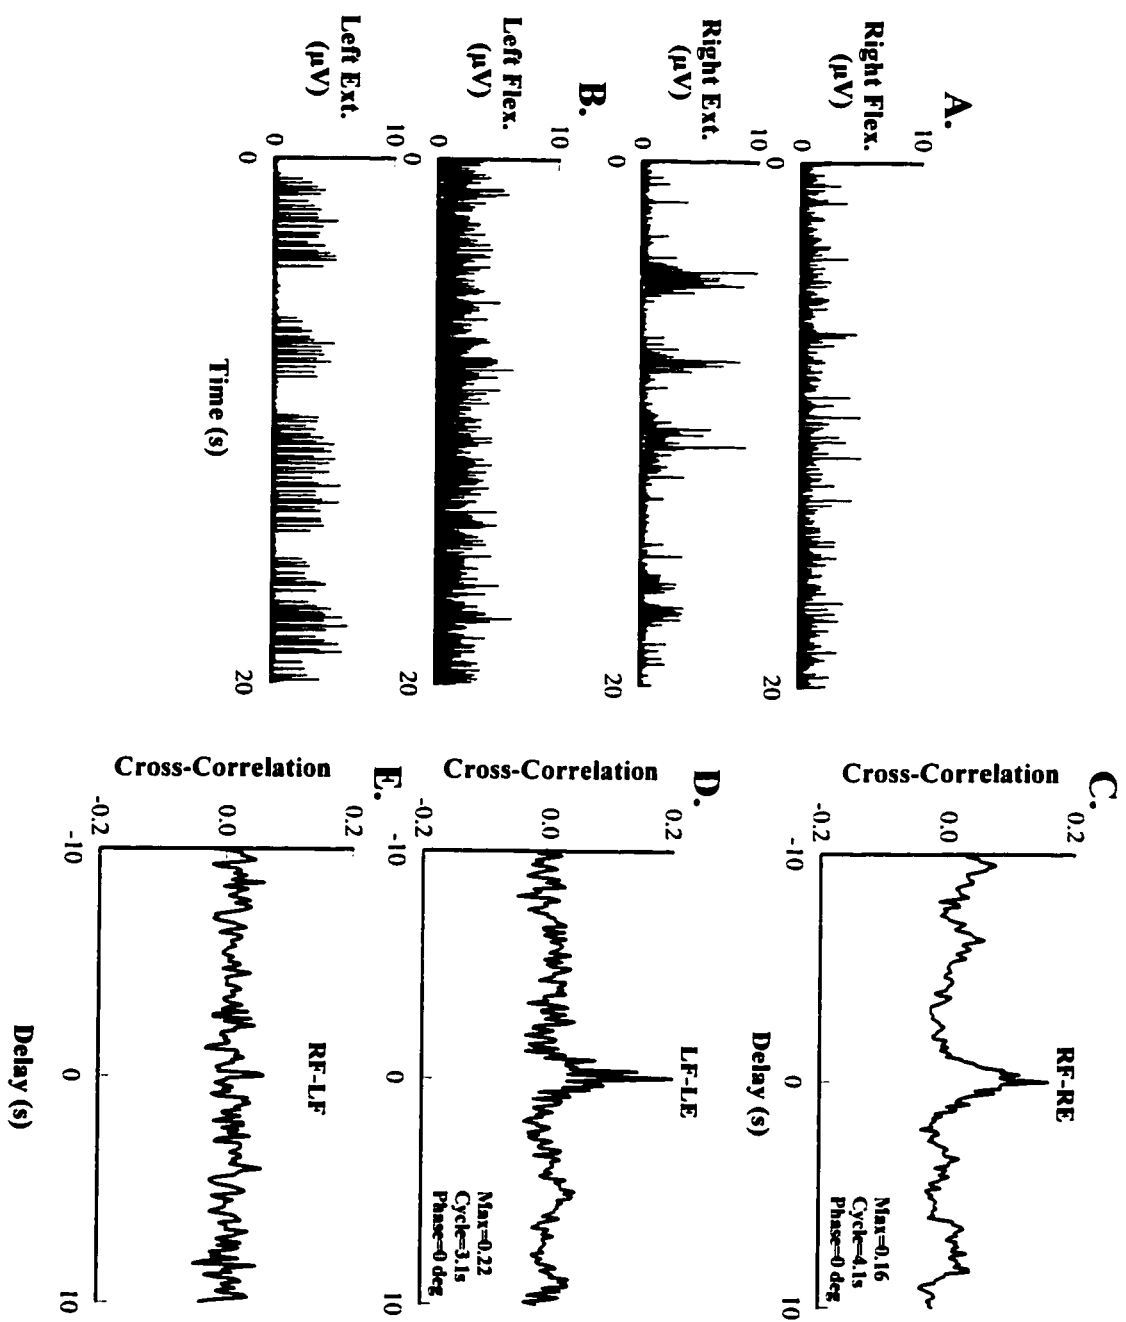 A.
Right Flex.
(µV)
10
0
0
20
Right Ext.
(µV)
10
0
0
20
B.
Left Flex.
(µV)
10
0
0
20
Left Ext.
(µV)
10
0
0
20
Time (s)
C.
Cross-Correlation
0.2
0.0
-0.2
-10
0
10
RF-RE
Max=0.16
Cycle=4.1s
Phase=0 deg
Delay (s)
D.
Cross-Correlation
0.2
0.0
-0.2
-10
0
10
LF-LE
Max=0.22
Cycle=3.1s
Phase=0 deg
E.
Cross-Correlation
0.2
0.0
-0.2
-10
0
10
RF-LF
Delay (s)